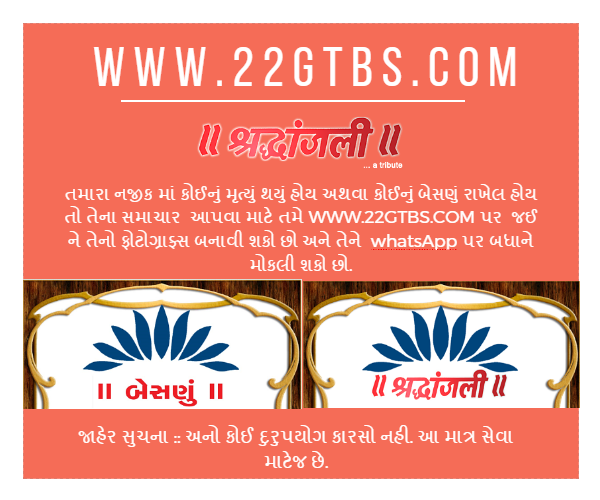 WWW.22GTBS.COM
॥ श्रद्धांजली ॥
... a tribute
તમારા નજીક માં કોઈનું મૃત્યું થયું હોય અથવા કોઈનું બેસણું રાખેલ હોય
તો તેના સમાચાર આપવા માટે તમે WWW.22GTBS.COM પર જઈ
ને તેનો ફોટોગ્રાફ્સ બનાવી શકો છો અને તેને whatsApp પર બધાને
મોકલી શકો છો.
॥ બેસણું ॥
॥ श्रद्धांजली ॥
જાહેર સુચના :: અનો કોઈ દુરુપયોગ કારસો નહી. આ માત્ર સેવા
માટેજ છે.